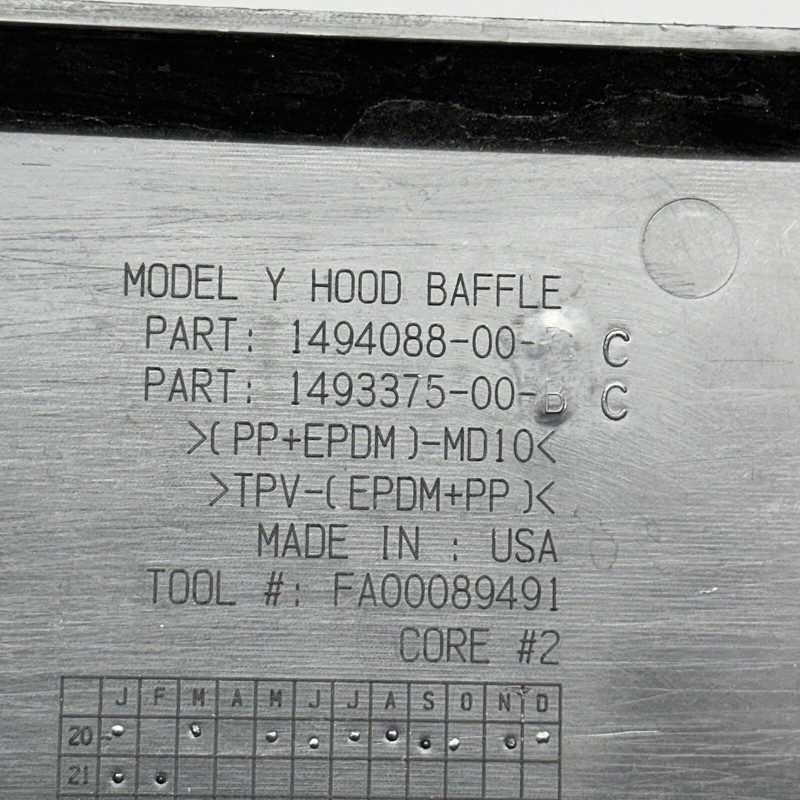 MODEL Y HOOD BAFFLE
PART: 1494088-00- C
PART: 1493375-00-B C
>(PP+EPDM)-MD10<
>TPV-(EPDM+PP)<
MADE IN : USA
TOOL #: FA00089491
CORE #2
J F M A M J J A S O N D
20
21